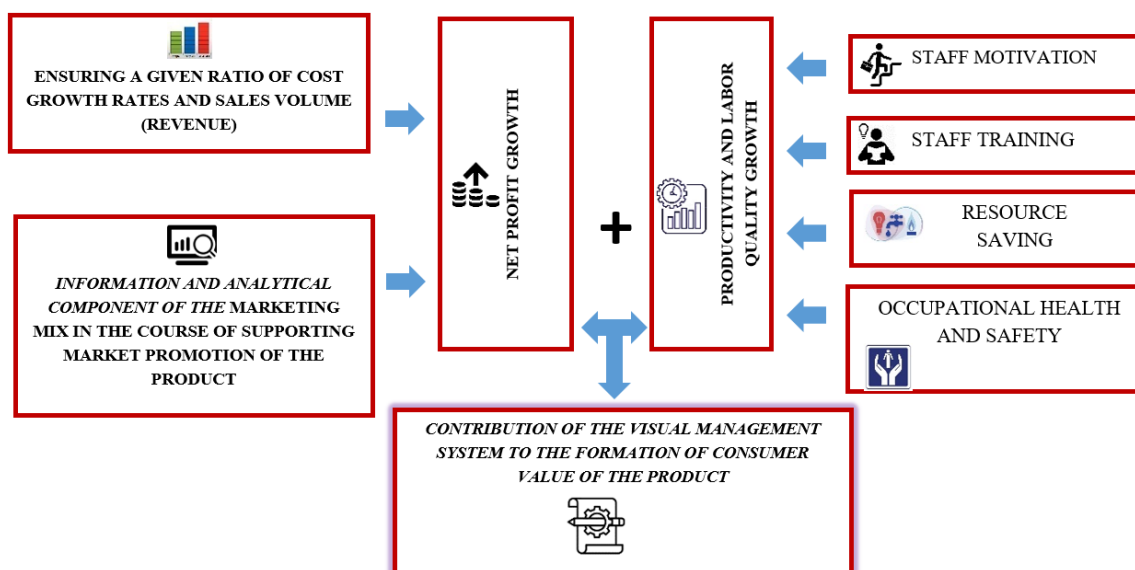 ENSURING A GIVEN RATIO OF COST
GROWTH RATES AND SALES VOLUME
(REVENUE)
INFORMATION AND ANALYTICAL
COMPONENT OF THE MARKETING
MIX IN THE COURSE OF SUPPORTING
MARKET PROMOTION OF THE
PRODUCT
NET PROFIT GROWTH
+
PRODUCTIVITY AND LABOR
QUALITY GROWTH
STAFF MOTIVATION
STAFF TRAINING
RESOURCE
SAVING
OCCUPATIONAL HEALTH
AND SAFETY
CONTRIBUTION OF THE VISUAL MANAGEMENT
SYSTEM TO THE FORMATION OF CONSUMER
VALUE OF THE PRODUCT